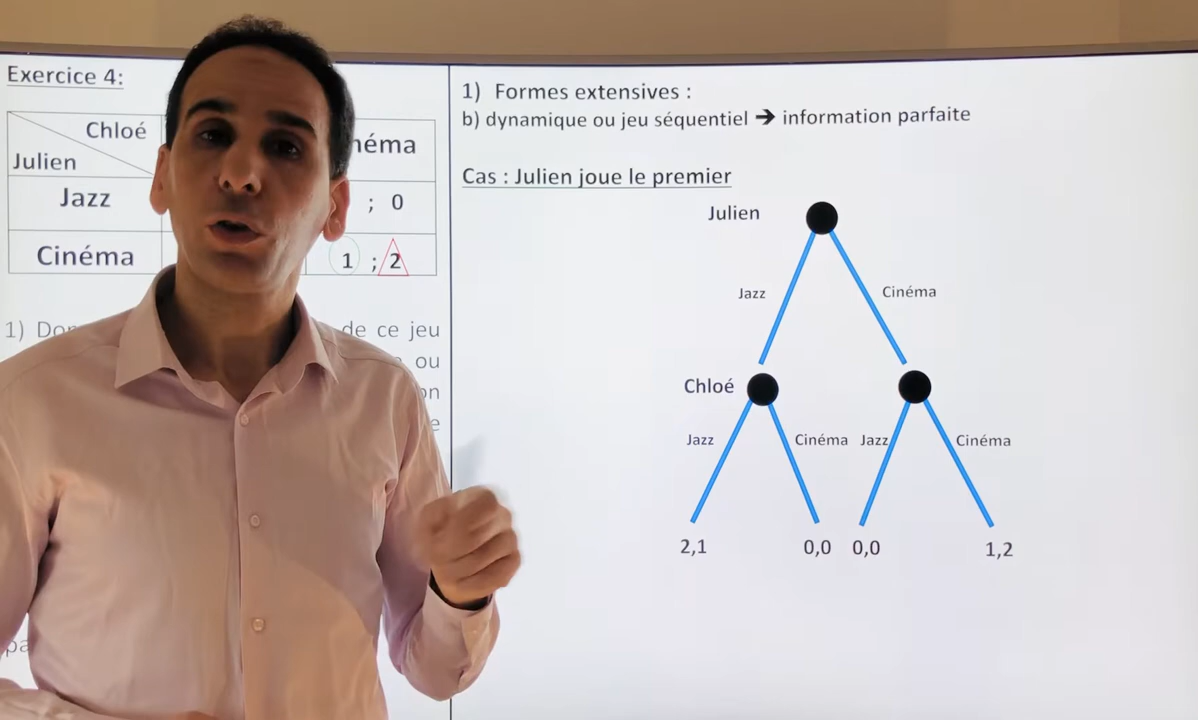 Exercice 4:
Chloé
néma
Julien
Jazz
; 0
Cinéma
1 ; 2
1) Do
de ce jeu
ou
on
e
pa
1) Formes extensives :
b) dynamique ou jeu séquentiel ➔ information parfaite
Cas : Julien joue le premier
Julien
Jazz
Cinéma
Chloé
Jazz
Cinéma
Jazz
Cinéma
2,1
0,0
0,0
1,2